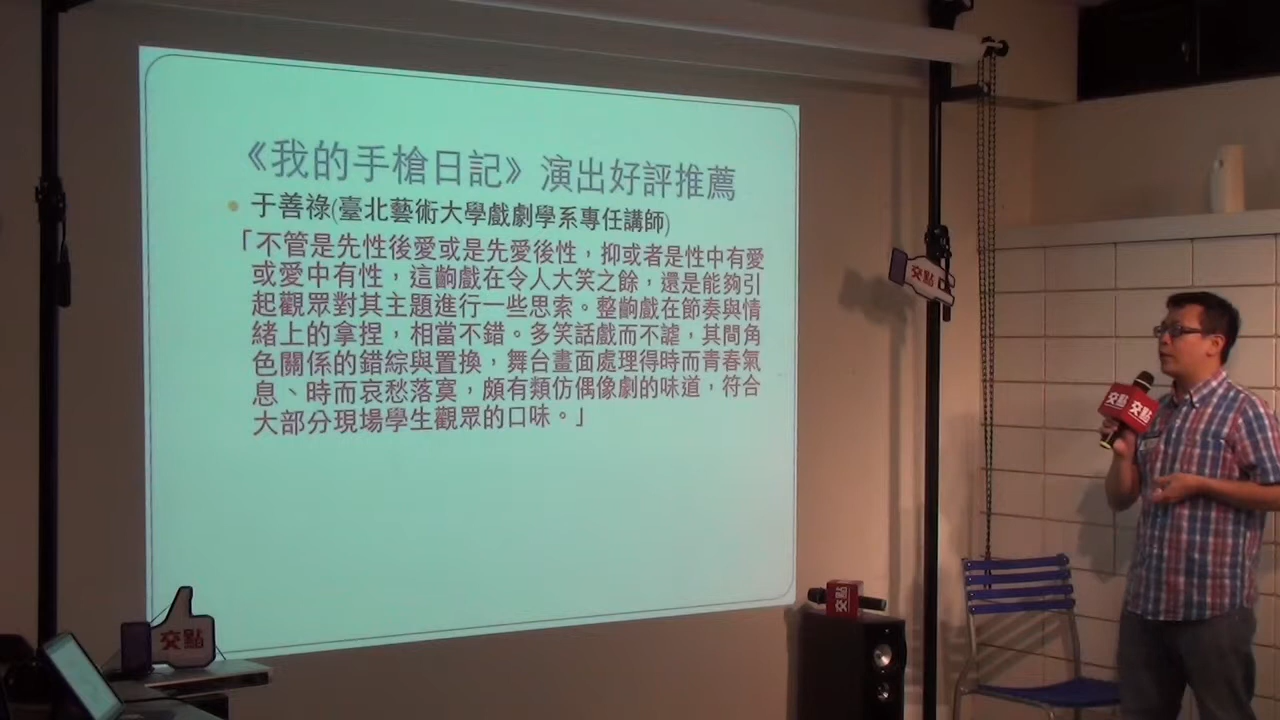 《我的手槍日記》演出好評推薦
于善祿(臺北藝術大學戲劇學系專任講師)
「不管是先性後愛或是先愛後性，抑或者是性中有愛
或愛中有性，這齣戲在令人大笑之餘，還是能夠引
起觀眾對其主題進行一些思索。整齣戲在節奏與情
緒上的拿捏，相當不錯。多笑話戲而不謔，其間角
色關係的錯綜與置換，舞台畫面處理得時而青春氣
息、時而哀愁落寞，頗有類仿偶像劇的味道，符合
大部分現場學生觀眾的口味。」
交點
交點
交點
交點
交點